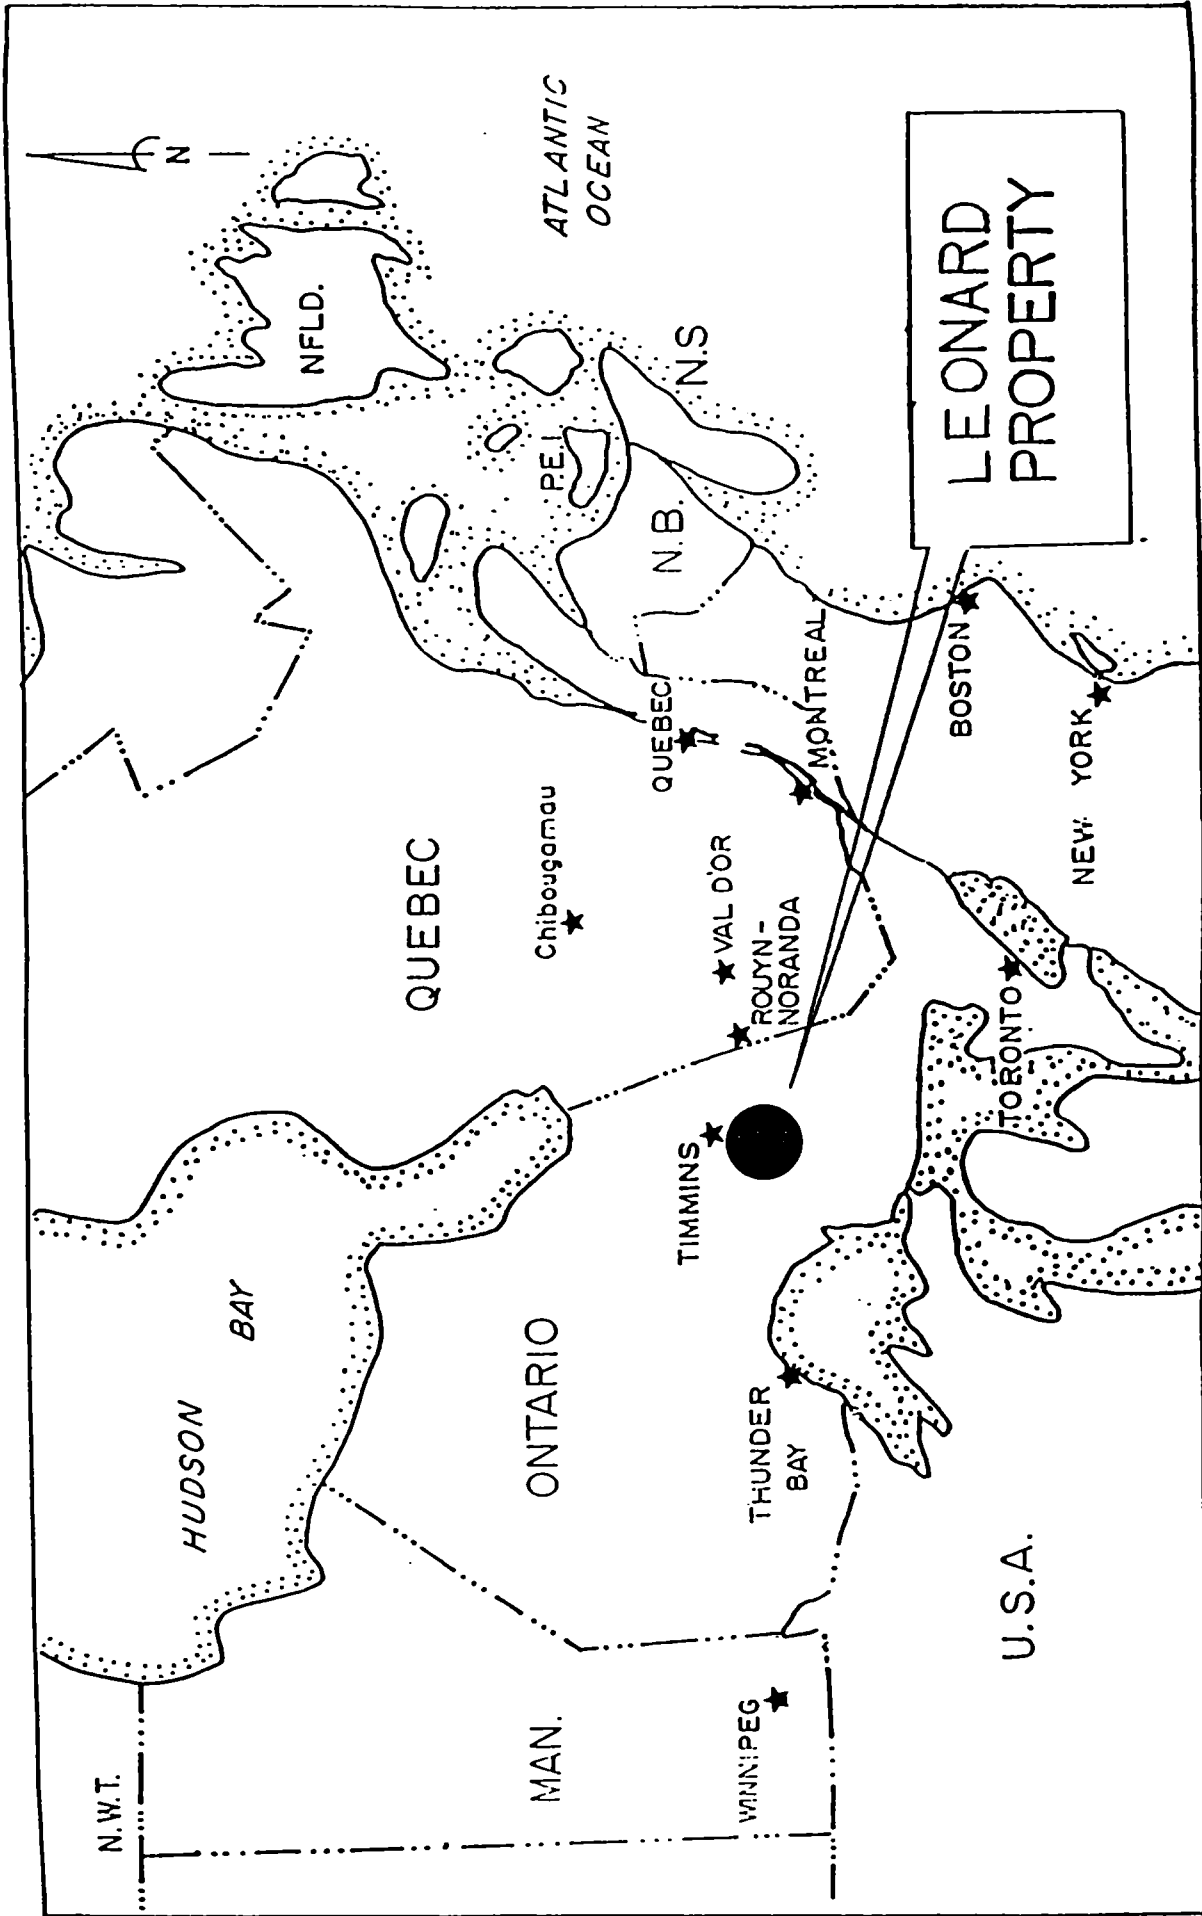 N
N.W.T.
HUDSON
BAY
NFLD.
ATLANTIC
OCEAN
QUEBEC
Chibougamau
P.E.I.
N.S
N.B.
MAN.
ONTARIO
TIMMINS
VAL D'OR
ROUYN-
NORANDA
QUEBEC
MONTREAL
WINNIPEG
THUNDER
BAY
LEONARD
PROPERTY
BOSTON
U.S.A.
TORONTO
NEW YORK